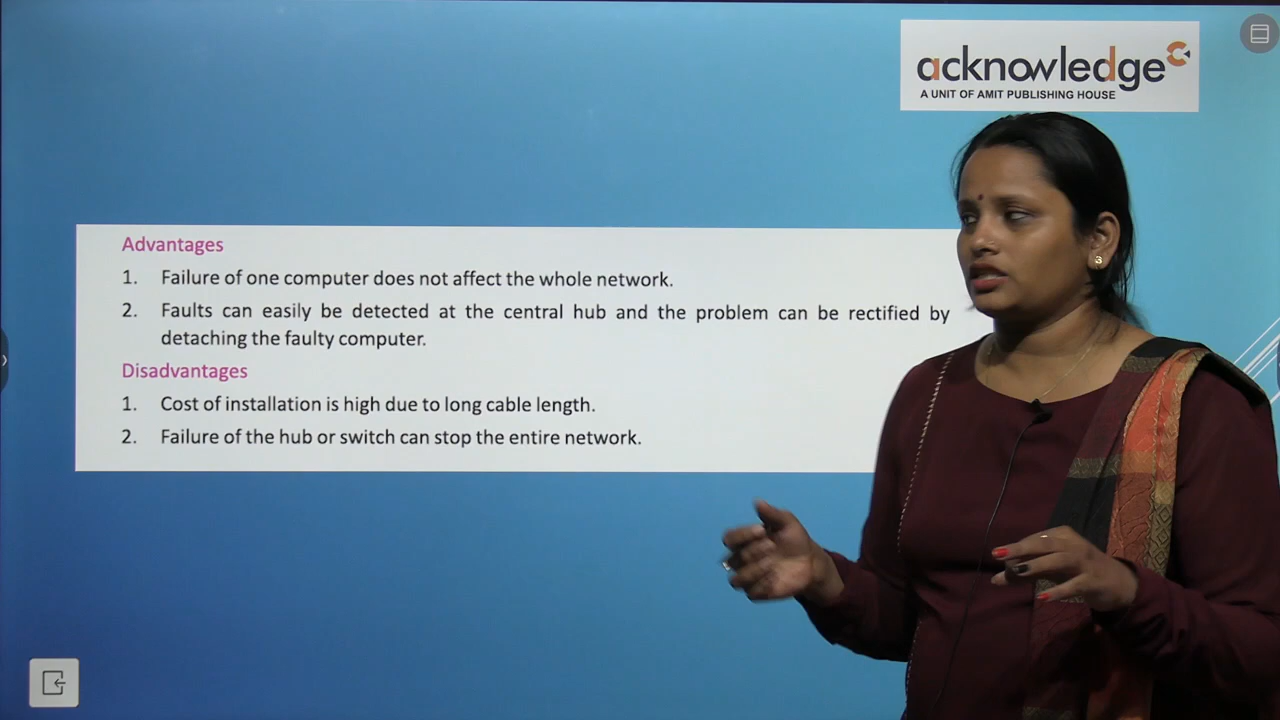 acknowledge
A UNIT OF AMIT PUBLISHING HOUSE
Advantages
1. Failure of one computer does not affect the whole network.
2. Faults can easily be detected at the central hub and the problem can be rectified by
detaching the faulty computer.
Disadvantages
1. Cost of installation is high due to long cable length.
2. Failure of the hub or switch can stop the entire network.